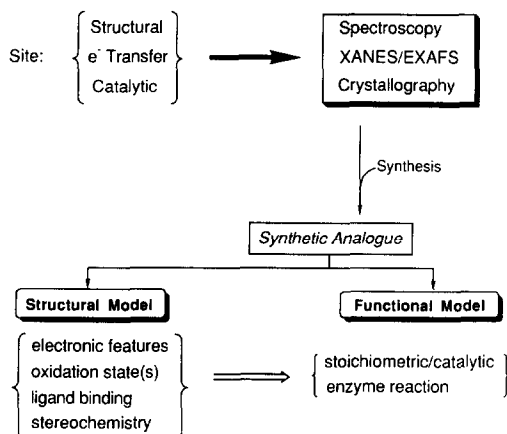 Site:
Structural
e⁻ Transfer
Catalytic
Spectroscopy
XANES/EXAFS
Crystallography
Synthesis
Synthetic Analogue
Structural Model
Functional Model
electronic features
oxidation state(s)
ligand binding
stereochemistry
stoichiometric/catalytic
enzyme reaction